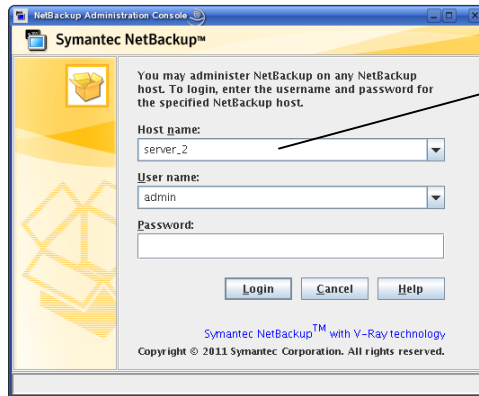 NetBackup Administration Console
Symantec NetBackup™
You may administer NetBackup on any NetBackup
host. To login, enter the username and password for
the specified NetBackup host.
Host name:
server_2
User name:
admin
Password:
Login Cancel Help
Symantec NetBackup™ with V-Ray technology
Copyright © 2011 Symantec Corporation. All rights reserved.